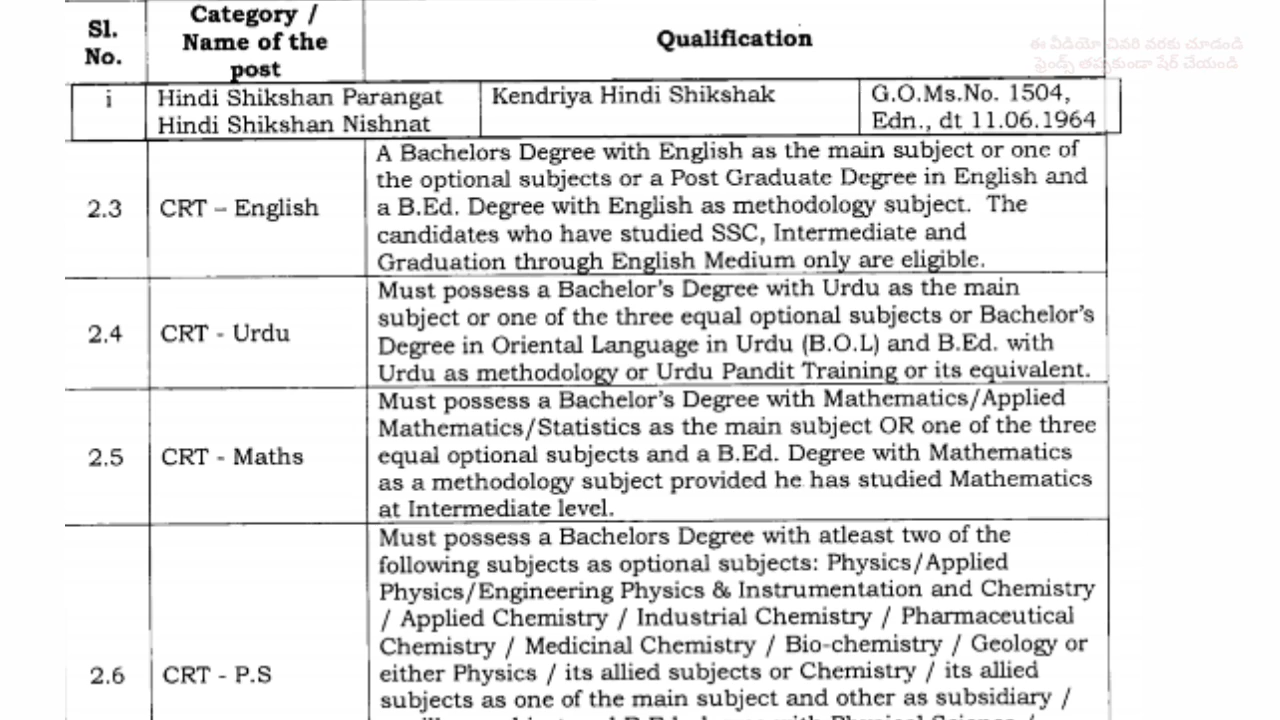 Sl.
No.
Category /
Name of the
post
Qualification
ఈ వీడియో చివరి వరకు చూడండి
ఫ్రెండ్స్ తప్పకుండా షేర్ చేయండి
i
Hindi Shikshan Parangat
Hindi Shikshan Nishnat
Kendriya Hindi Shikshak
G.O.Ms.No. 1504,
Edn., dt 11.06.1964
2.3
CRT – English
A Bachelors Degree with English as the main subject or one of
the optional subjects or a Post Graduate Degree in English and
a B.Ed. Degree with English as methodology subject. The
candidates who have studied SSC, Intermediate and
Graduation through English Medium only are eligible.
2.4
CRT - Urdu
Must possess a Bachelor's Degree with Urdu as the main
subject or one of the three equal optional subjects or Bachelor's
Degree in Oriental Language in Urdu (B.O.L) and B.Ed. with
Urdu as methodology or Urdu Pandit Training or its equivalent.
2.5
CRT - Maths
Must possess a Bachelor's Degree with Mathematics/Applied
Mathematics/Statistics as the main subject OR one of the three
equal optional subjects and a B.Ed. Degree with Mathematics
as a methodology subject provided he has studied Mathematics
at Intermediate level.
2.6
CRT - P.S
Must possess a Bachelors Degree with atleast two of the
following subjects as optional subjects: Physics/Applied
Physics/Engineering Physics & Instrumentation and Chemistry
/ Applied Chemistry / Industrial Chemistry / Pharmaceutical
Chemistry / Medicinal Chemistry / Bio-chemistry / Geology or
either Physics / its allied subjects or Chemistry / its allied
subjects as one of the main subject and other as subsidiary /